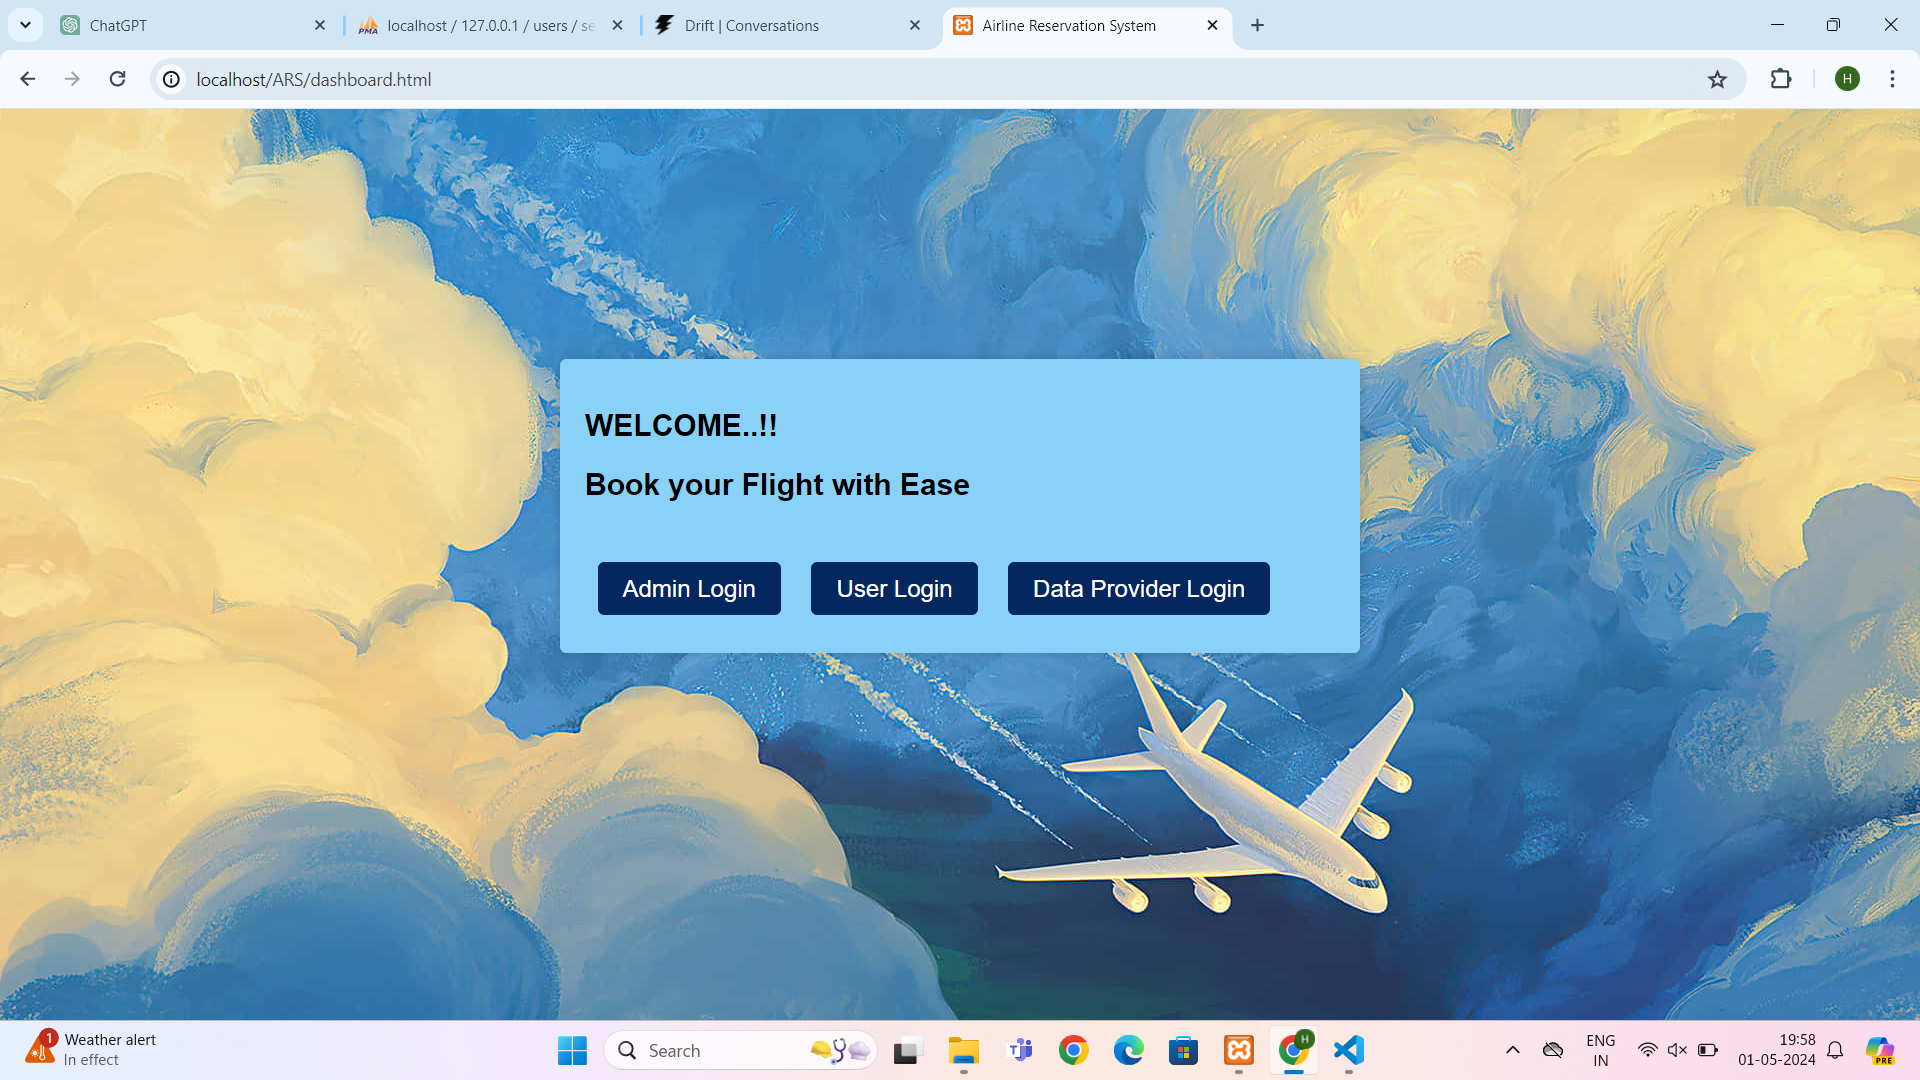 ChatGPT
localhost / 127.0.0.1 / users / se
Drift | Conversations
Airline Reservation System
localhost/ARS/dashboard.html
H
WELCOME..!!
Book your Flight with Ease
Admin Login
User Login
Data Provider Login
1
Weather alert
In effect
Search
H
ENG
IN
19:58
01-05-2024
PRE